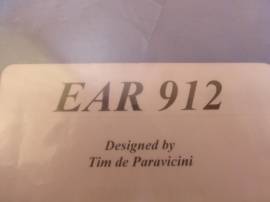 EAR 912
Designed by
Tim de Paravicini